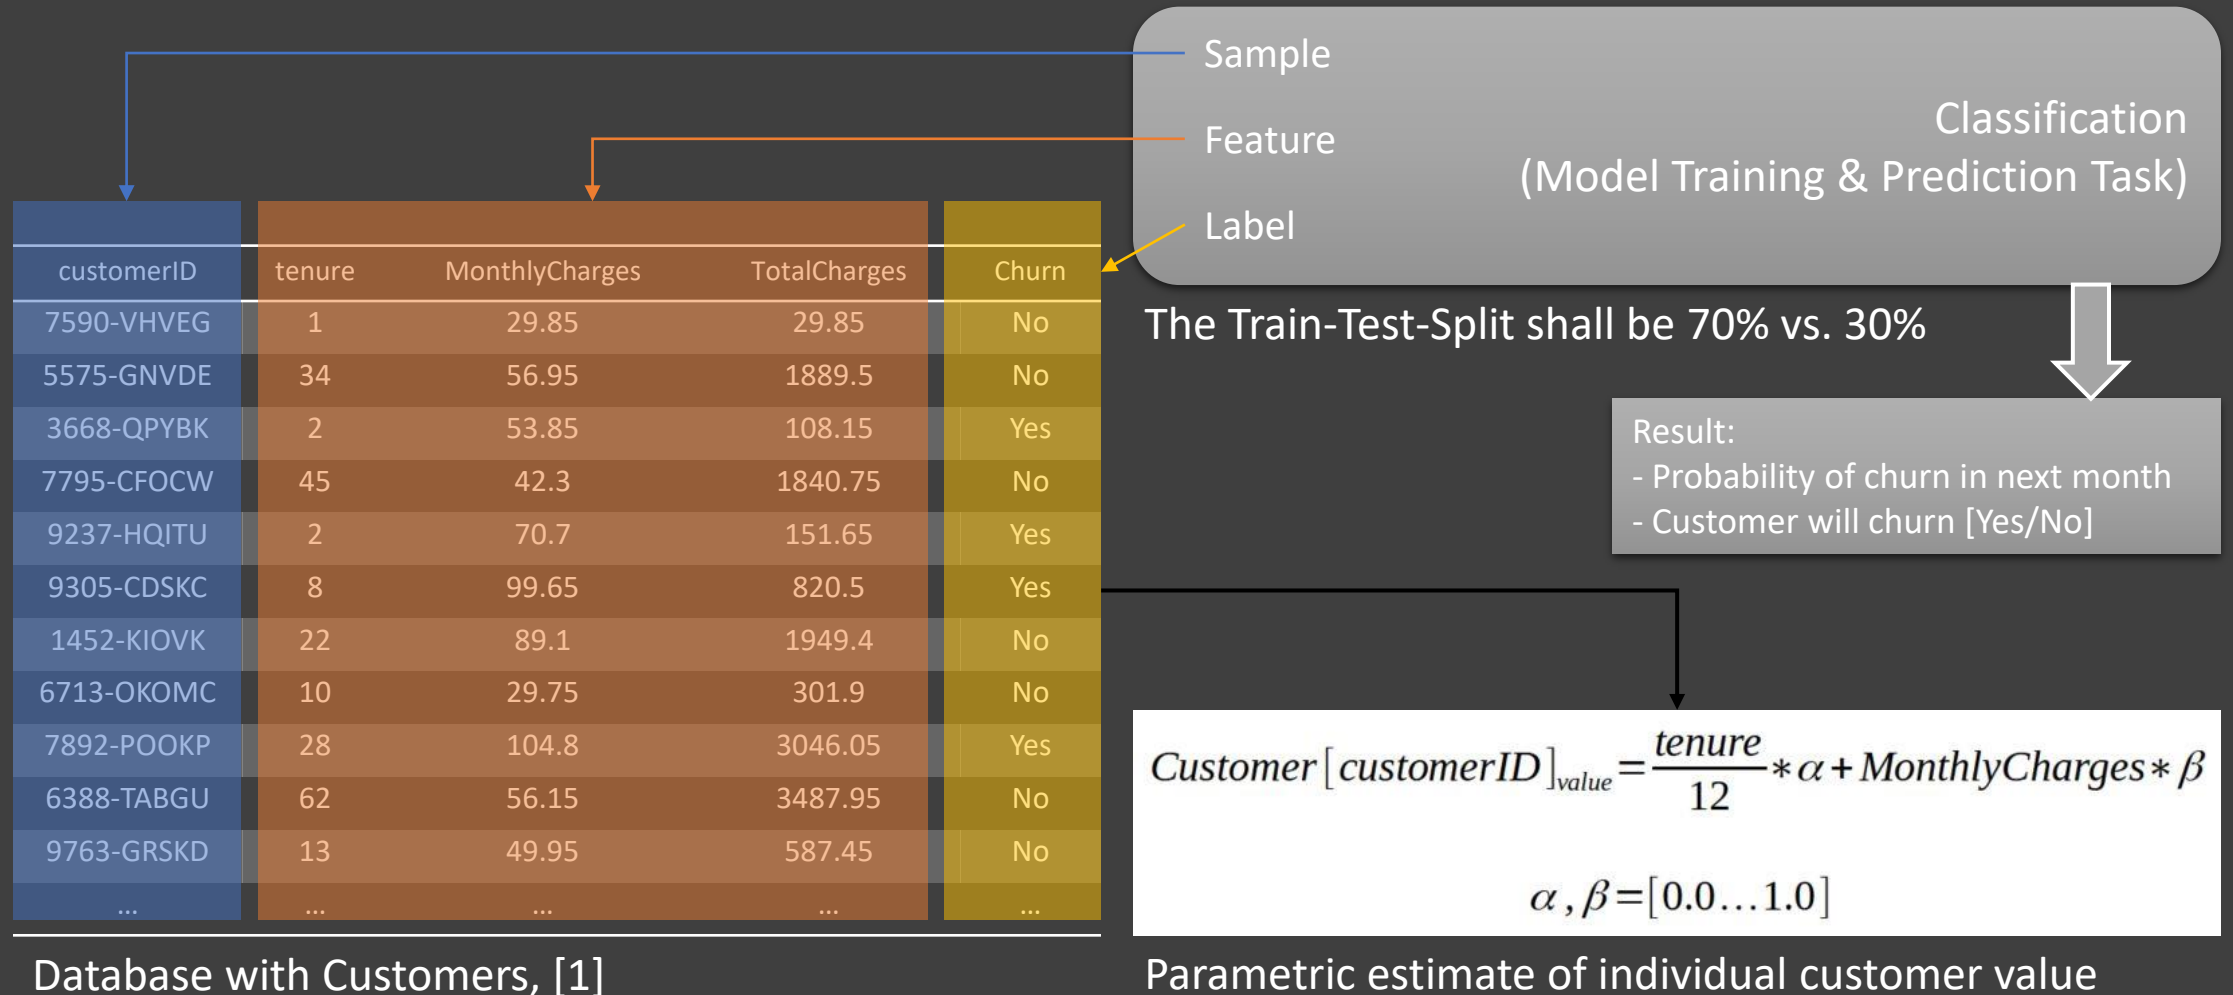 Sample
Feature
Label
Classification
(Model Training & Prediction Task)
customerID tenure MonthlyCharges TotalCharges Churn
7590-VHVEG 1 29.85 29.85 No
5575-GNVDE 34 56.95 1889.5 No
3668-QPYBK 2 53.85 108.15 Yes
7795-CFOCW 45 42.3 1840.75 No
9237-HQITU 2 70.7 151.65 Yes
9305-CDSKC 8 99.65 820.5 Yes
1452-KIOVK 22 89.1 1949.4 No
6713-OKOMC 10 29.75 301.9 No
7892-POOKP 28 104.8 3046.05 Yes
6388-TABGU 62 56.15 3487.95 No
9763-GRSKD 13 49.95 587.45 No
... ... ... ... ...
Database with Customers, [1]
The Train-Test-Split shall be 70% vs. 30%
Result:
- Probability of churn in next month
- Customer will churn [Yes/No]
Customer[customerID]value = tenure/12 * α + MonthlyCharges * β
α, β = [0.0…1.0]
Parametric estimate of individual customer value